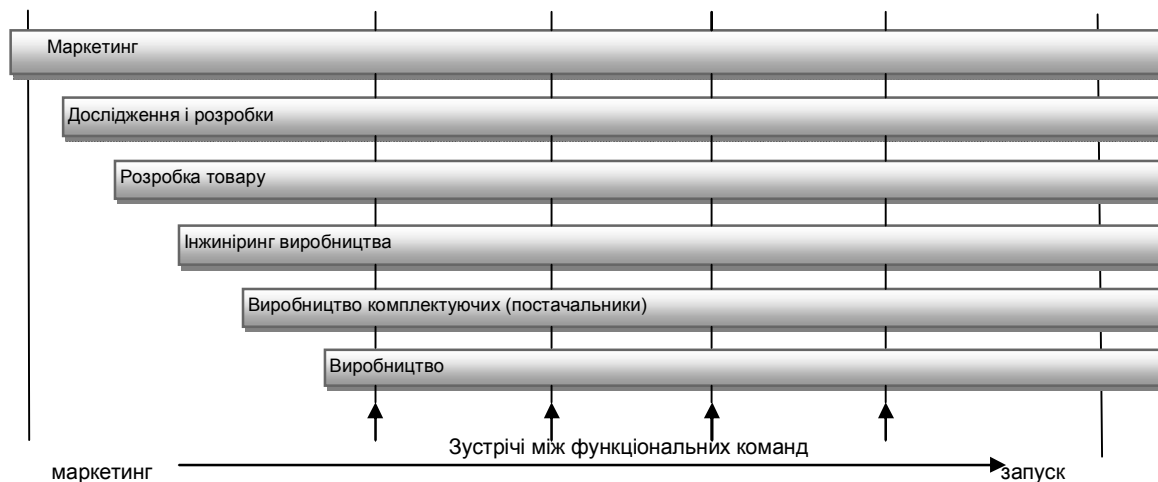 Маркетинг
Дослідження і розробки
Розробка товару
Інжиніринг виробництва
Виробництво комплектуючих (постачальники)
Виробництво
Зустрічі між функціональних команд
маркетинг
запуск